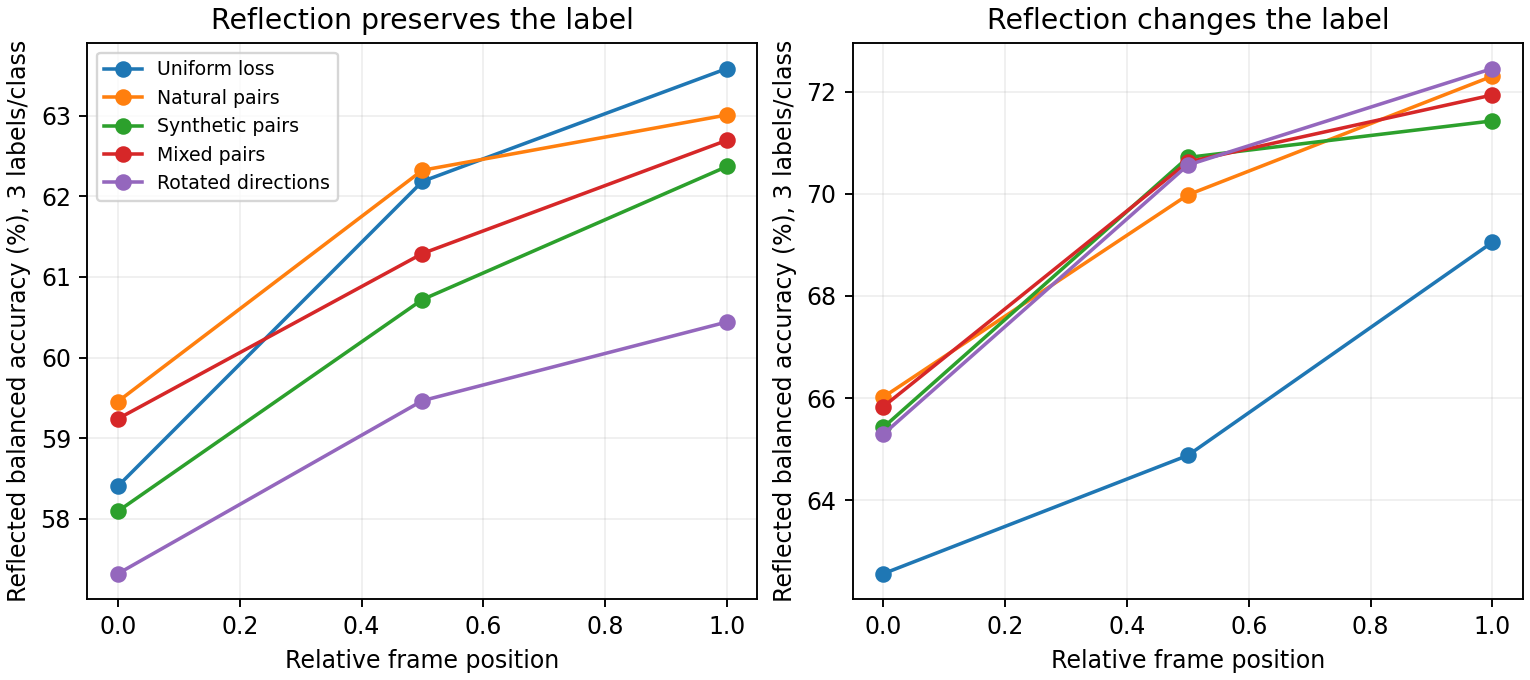 Reflection preserves the label
Reflected balanced accuracy (%), 3 labels/class
63
62
61
60
59
58
Uniform loss
Natural pairs
Synthetic pairs
Mixed pairs
Rotated directions
0.0 0.2 0.4 0.6 0.8 1.0
Relative frame position
Reflection changes the label
Reflected balanced accuracy (%), 3 labels/class
72
70
68
66
64
0.0 0.2 0.4 0.6 0.8 1.0
Relative frame position